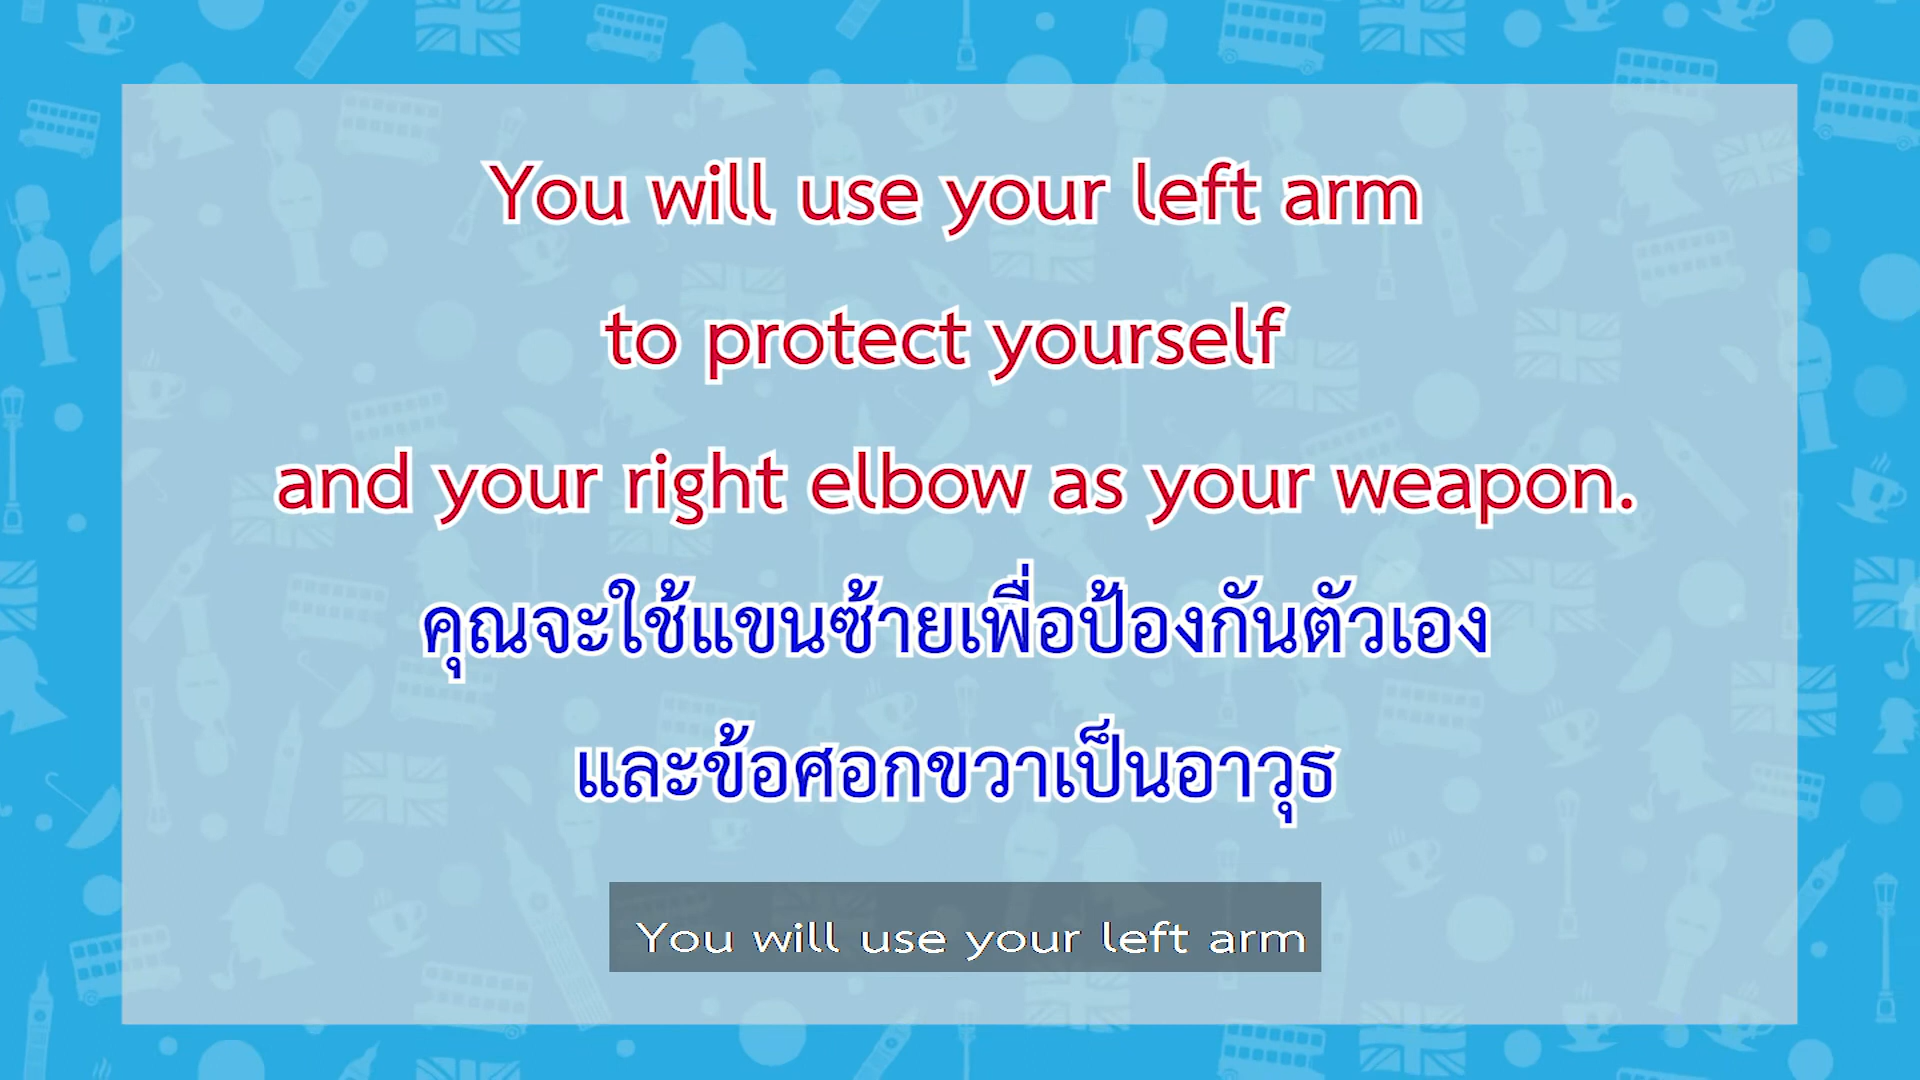 You will use your left arm
to protect yourself
and your right elbow as your weapon.
คุณจะใช้แขนซ้ายเพื่อป้องกันตัวเอง
และข้อศอกขวาเป็นอาวุธ
You will use your left arm